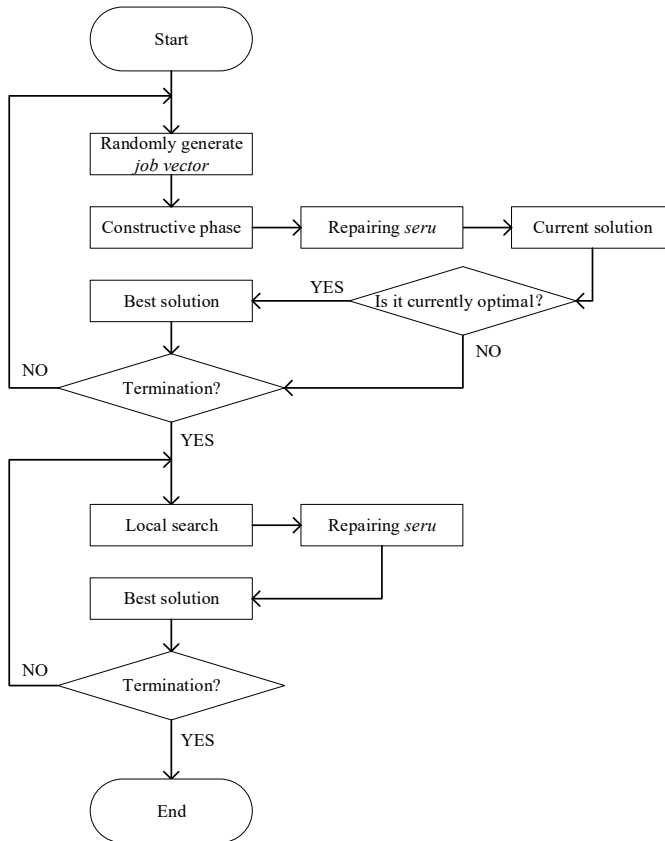 Start
Randomly generate
job vector
Constructive phase
Repairing seru
Current solution
Best solution
YES
Is it currently optimal?
NO
NO
Termination?
YES
Local search
Repairing seru
Best solution
NO
Termination?
YES
End